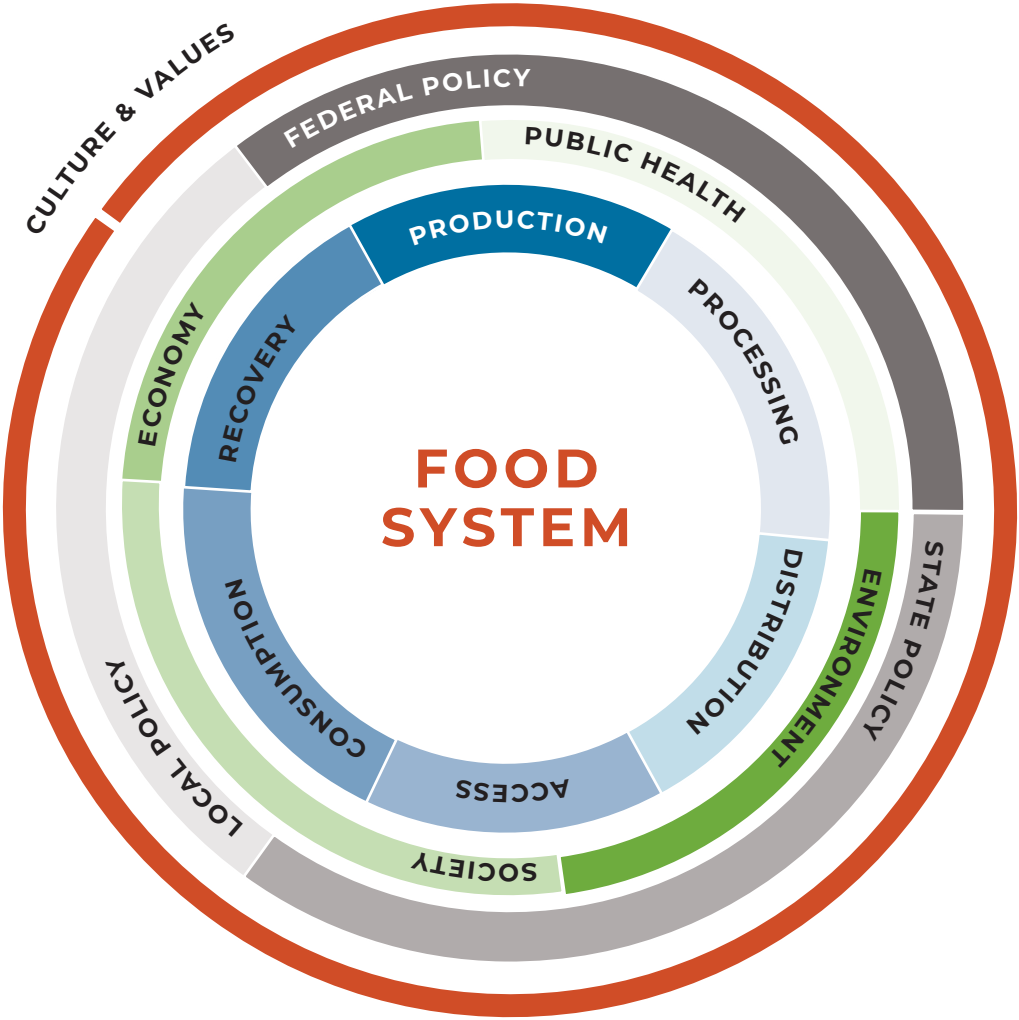 CULTURE & VALUES
FEDERAL POLICY
STATE POLICY
LOCAL POLICY
PUBLIC HEALTH
ENVIRONMENT
SOCIETY
ECONOMY
PRODUCTION
PROCESSING
DISTRIBUTION
ACCESS
CONSUMPTION
RECOVERY
FOOD
SYSTEM